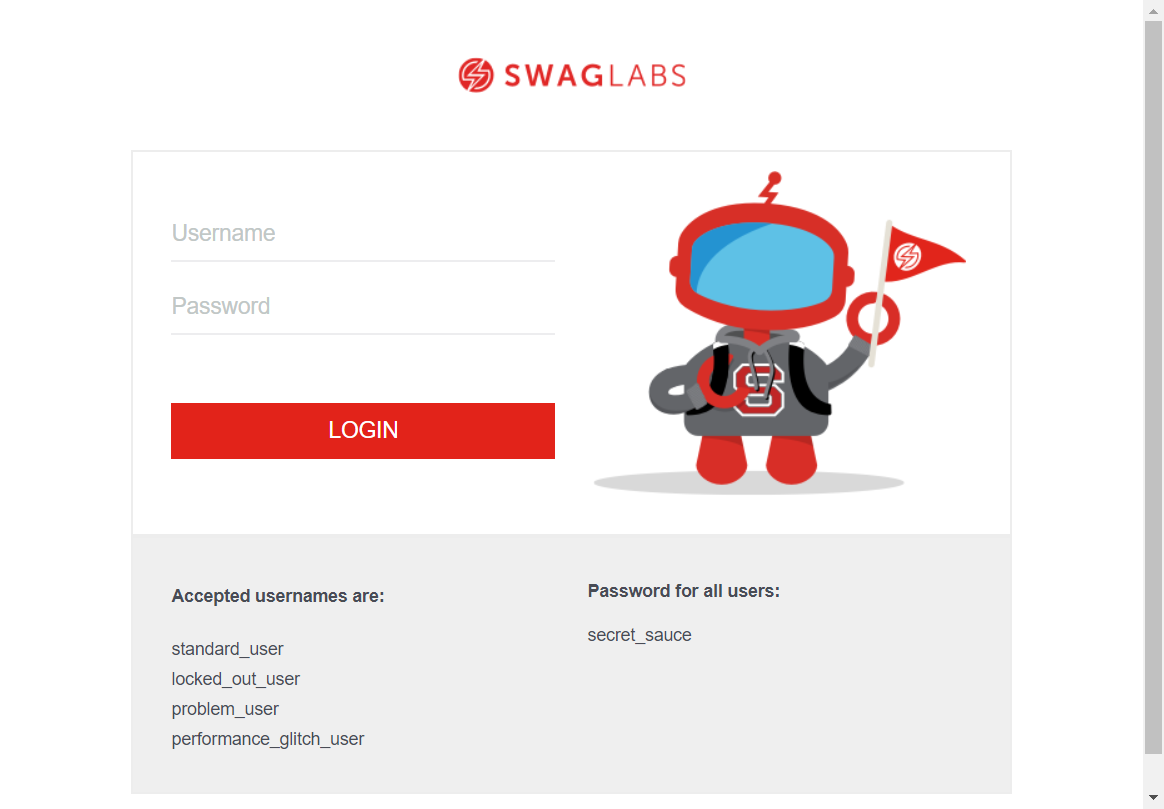 SWAGLABS
Username
Password
LOGIN
S
Accepted usernames are:
standard_user
locked_out_user
problem_user
performance_glitch_user
Password for all users:
secret_sauce